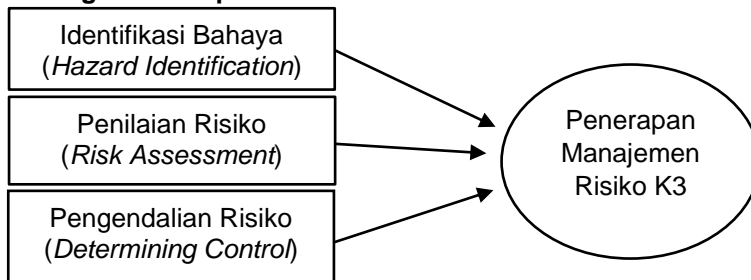 Identifikasi Bahaya
(Hazard Identification)
Penilaian Risiko
(Risk Assessment)
Pengendalian Risiko
(Determining Control)
Penerapan
Manajemen
Risiko K3